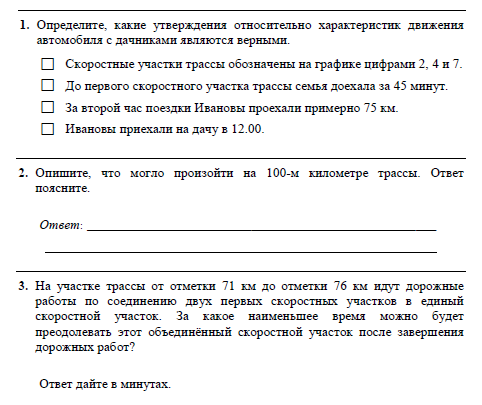 1. Определите, какие утверждения относительно характеристик движения
автомобиля с дачниками являются верными.
Скоростные участки трассы обозначены на графике цифрами 2, 4 и 7.
До первого скоростного участка трассы семья доехала за 45 минут.
За второй час поездки Ивановы проехали примерно 75 км.
Ивановы приехали на дачу в 12.00.
2. Опишите, что могло произойти на 100-м километре трассы. Ответ
поясните.
Ответ:
3. На участке трассы от отметки 71 км до отметки 76 км идут дорожные
работы по соединению двух первых скоростных участков в единый
скоростной участок. За какое наименьшее время можно будет
преодолевать этот объединённый скоростной участок после завершения
дорожных работ?
Ответ дайте в минутах.